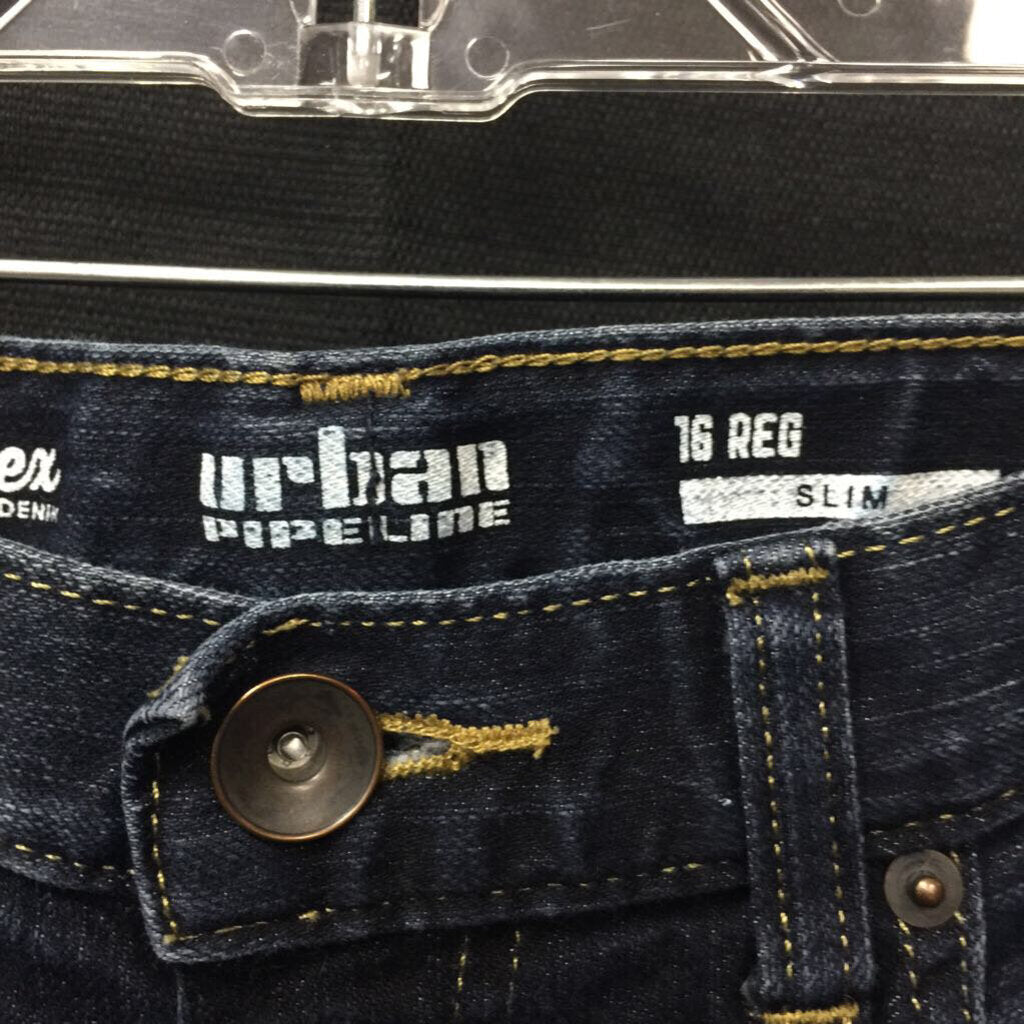 ex
DENIM
urban
PIPELINE
16 REG
SLIM